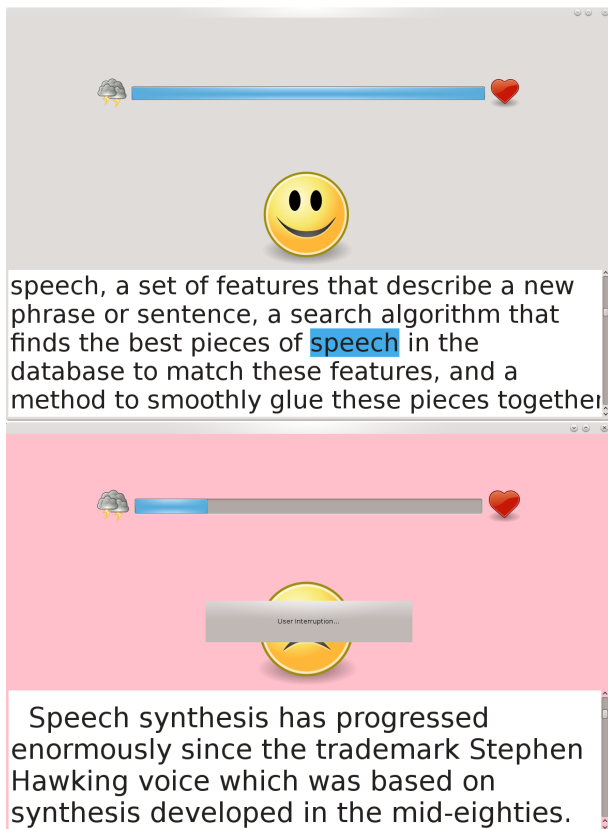 speech, a set of features that describe a new
phrase or sentence, a search algorithm that
finds the best pieces of speech in the
database to match these features, and a
method to smoothly glue these pieces together
User Interruption...
Speech synthesis has progressed
enormously since the trademark Stephen
Hawking voice which was based on
synthesis developed in the mid-eighties.